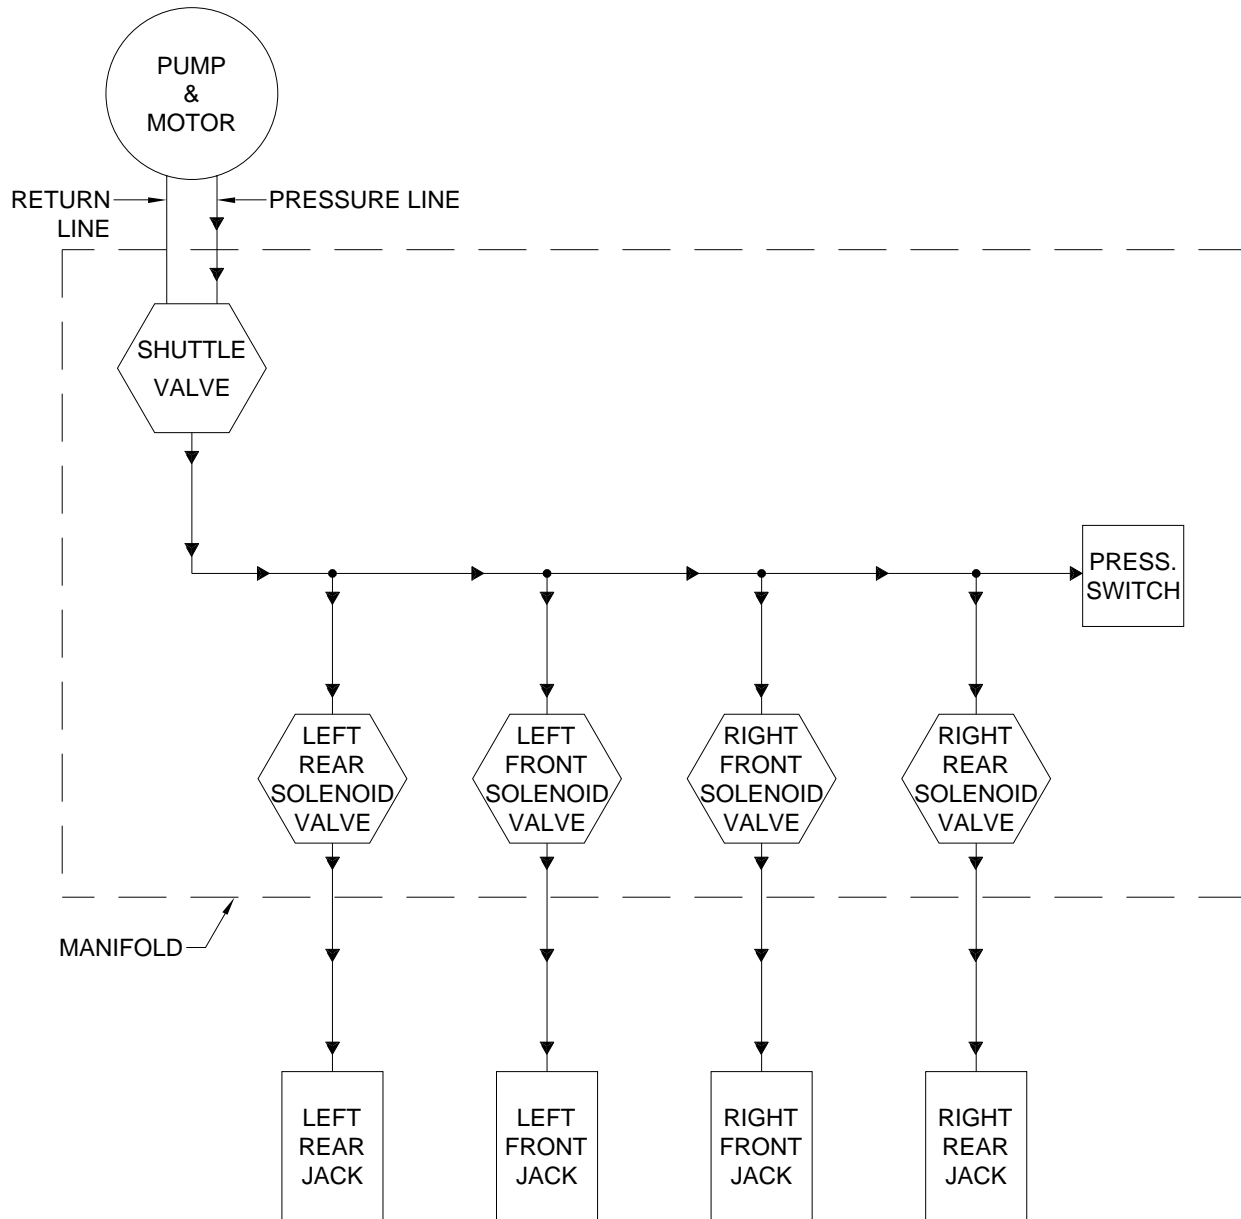 PUMP
&
MOTOR
RETURN
LINE
PRESSURE LINE
SHUTTLE
VALVE
PRESS.
SWITCH
LEFT
REAR
SOLENOID
VALVE
LEFT
FRONT
SOLENOID
VALVE
RIGHT
FRONT
SOLENOID
VALVE
RIGHT
REAR
SOLENOID
VALVE
MANIFOLD
LEFT
REAR
JACK
LEFT
FRONT
JACK
RIGHT
FRONT
JACK
RIGHT
REAR
JACK